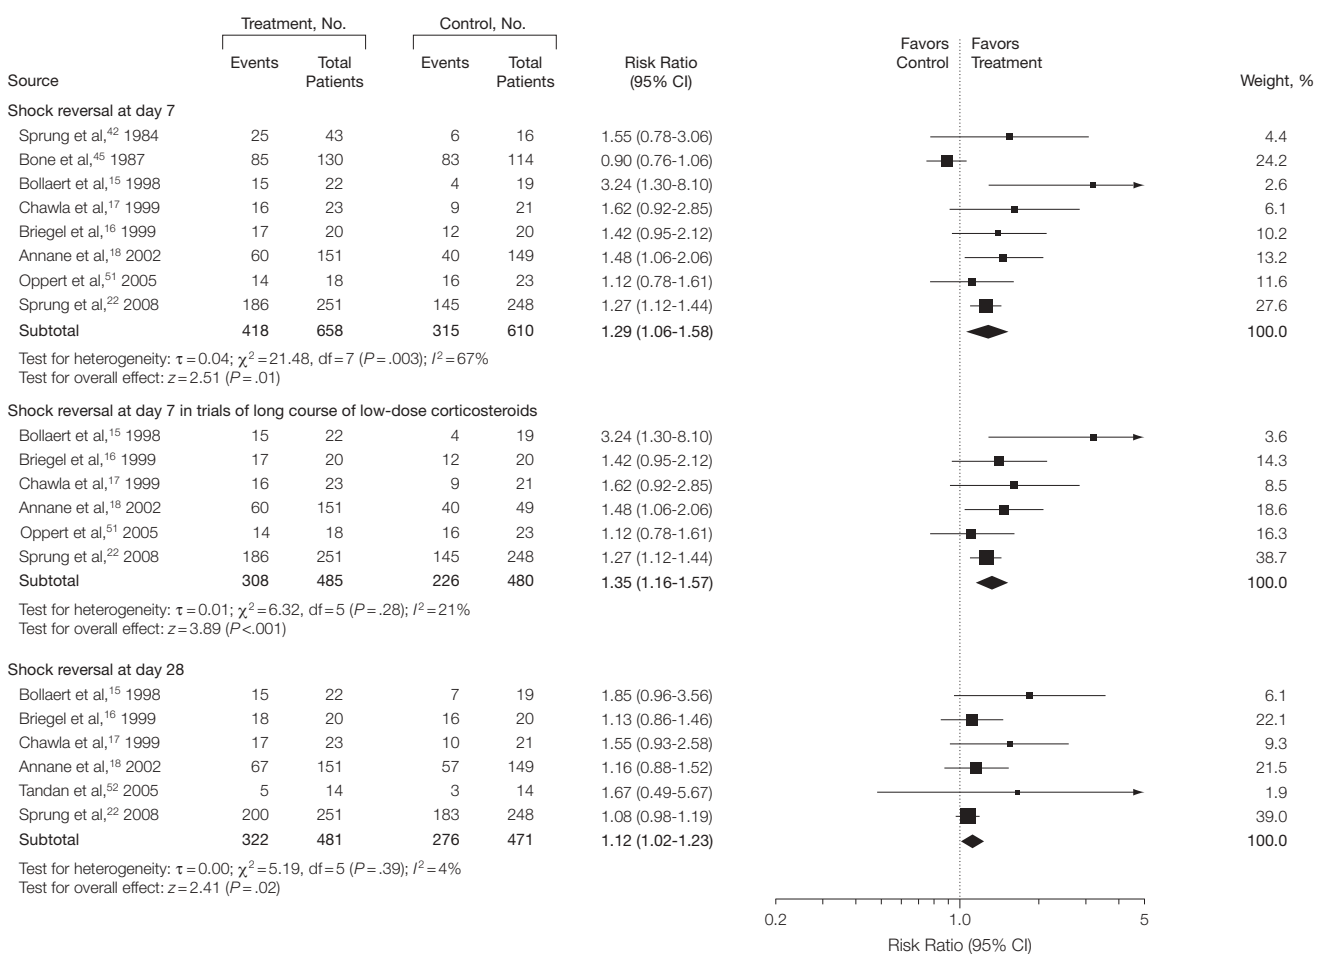 Treatment, No. Control, No.
Events Total Patients Events Total Patients Risk Ratio (95% CI) Favors Control Favors Treatment
Source Weight, %
Shock reversal at day 7
Sprung et al,42 1984 25 43 6 16 1.55 (0.78-3.06) 4.4
Bone et al,45 1987 85 130 83 114 0.90 (0.76-1.06) 24.2
Bollaert et al,15 1998 15 22 4 19 3.24 (1.30-8.10) 2.6
Chawla et al,17 1999 16 23 9 21 1.62 (0.92-2.85) 6.1
Briegel et al,16 1999 17 20 12 20 1.42 (0.95-2.12) 10.2
Annane et al,18 2002 60 151 40 149 1.48 (1.06-2.06) 13.2
Oppert et al,51 2005 14 18 16 23 1.12 (0.78-1.61) 11.6
Sprung et al,22 2008 186 251 145 248 1.27 (1.12-1.44) 27.6
Subtotal 418 658 315 610 1.29 (1.06-1.58) 100.0
Test for heterogeneity: τ=0.04; χ2=21.48, df=7 (P=.003); I2=67%
Test for overall effect: z=2.51 (P=.01)
Shock reversal at day 7 in trials of long course of low-dose corticosteroids
Bollaert et al,15 1998 15 22 4 19 3.24 (1.30-8.10) 3.6
Briegel et al,16 1999 17 20 12 20 1.42 (0.95-2.12) 14.3
Chawla et al,17 1999 16 23 9 21 1.62 (0.92-2.85) 8.5
Annane et al,18 2002 60 151 40 49 1.48 (1.06-2.06) 18.6
Oppert et al,51 2005 14 18 16 23 1.12 (0.78-1.61) 16.3
Sprung et al,22 2008 186 251 145 248 1.27 (1.12-1.44) 38.7
Subtotal 308 485 226 480 1.35 (1.16-1.57) 100.0
Test for heterogeneity: τ=0.01; χ2=6.32, df=5 (P=.28); I2=21%
Test for overall effect: z=3.89 (P<.001)
Shock reversal at day 28
Bollaert et al,15 1998 15 22 7 19 1.85 (0.96-3.56) 6.1
Briegel et al,16 1999 18 20 16 20 1.13 (0.86-1.46) 22.1
Chawla et al,17 1999 17 23 10 21 1.55 (0.93-2.58) 9.3
Annane et al,18 2002 67 151 57 149 1.16 (0.88-1.52) 21.5
Tandan et al,52 2005 5 14 3 14 1.67 (0.49-5.67) 1.9
Sprung et al,22 2008 200 251 183 248 1.08 (0.98-1.19) 39.0
Subtotal 322 481 276 471 1.12 (1.02-1.23) 100.0
Test for heterogeneity: τ=0.00; χ2=5.19, df=5 (P=.39); I2=4%
Test for overall effect: z=2.41 (P=.02)
0.2 1.0 5
Risk Ratio (95% CI)